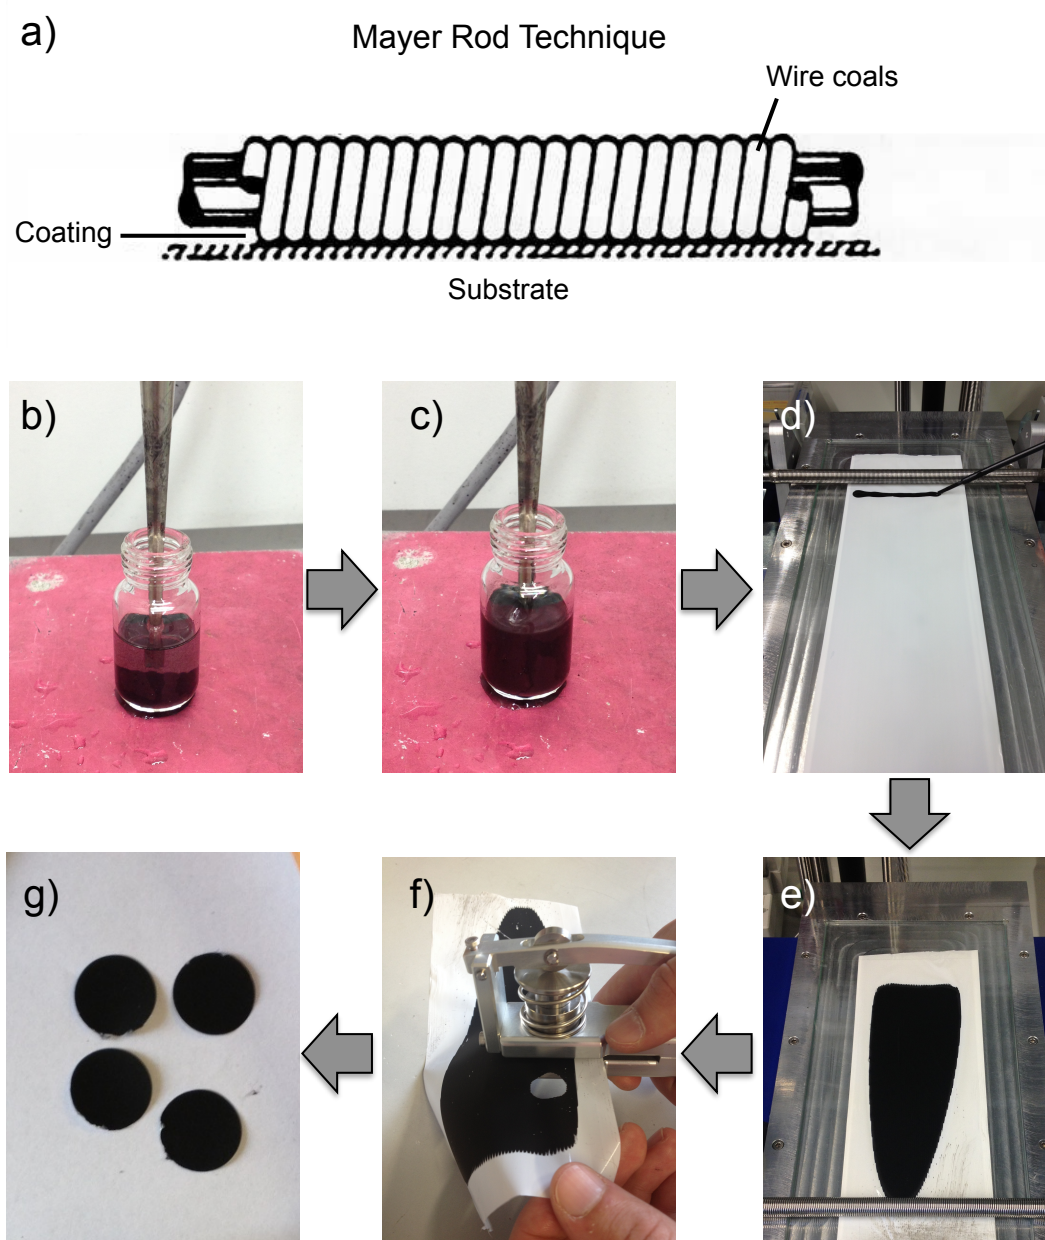 a)
Mayer Rod Technique
Wire coals
Coating
Substrate
b)
c)
d)
g)
f)
e)